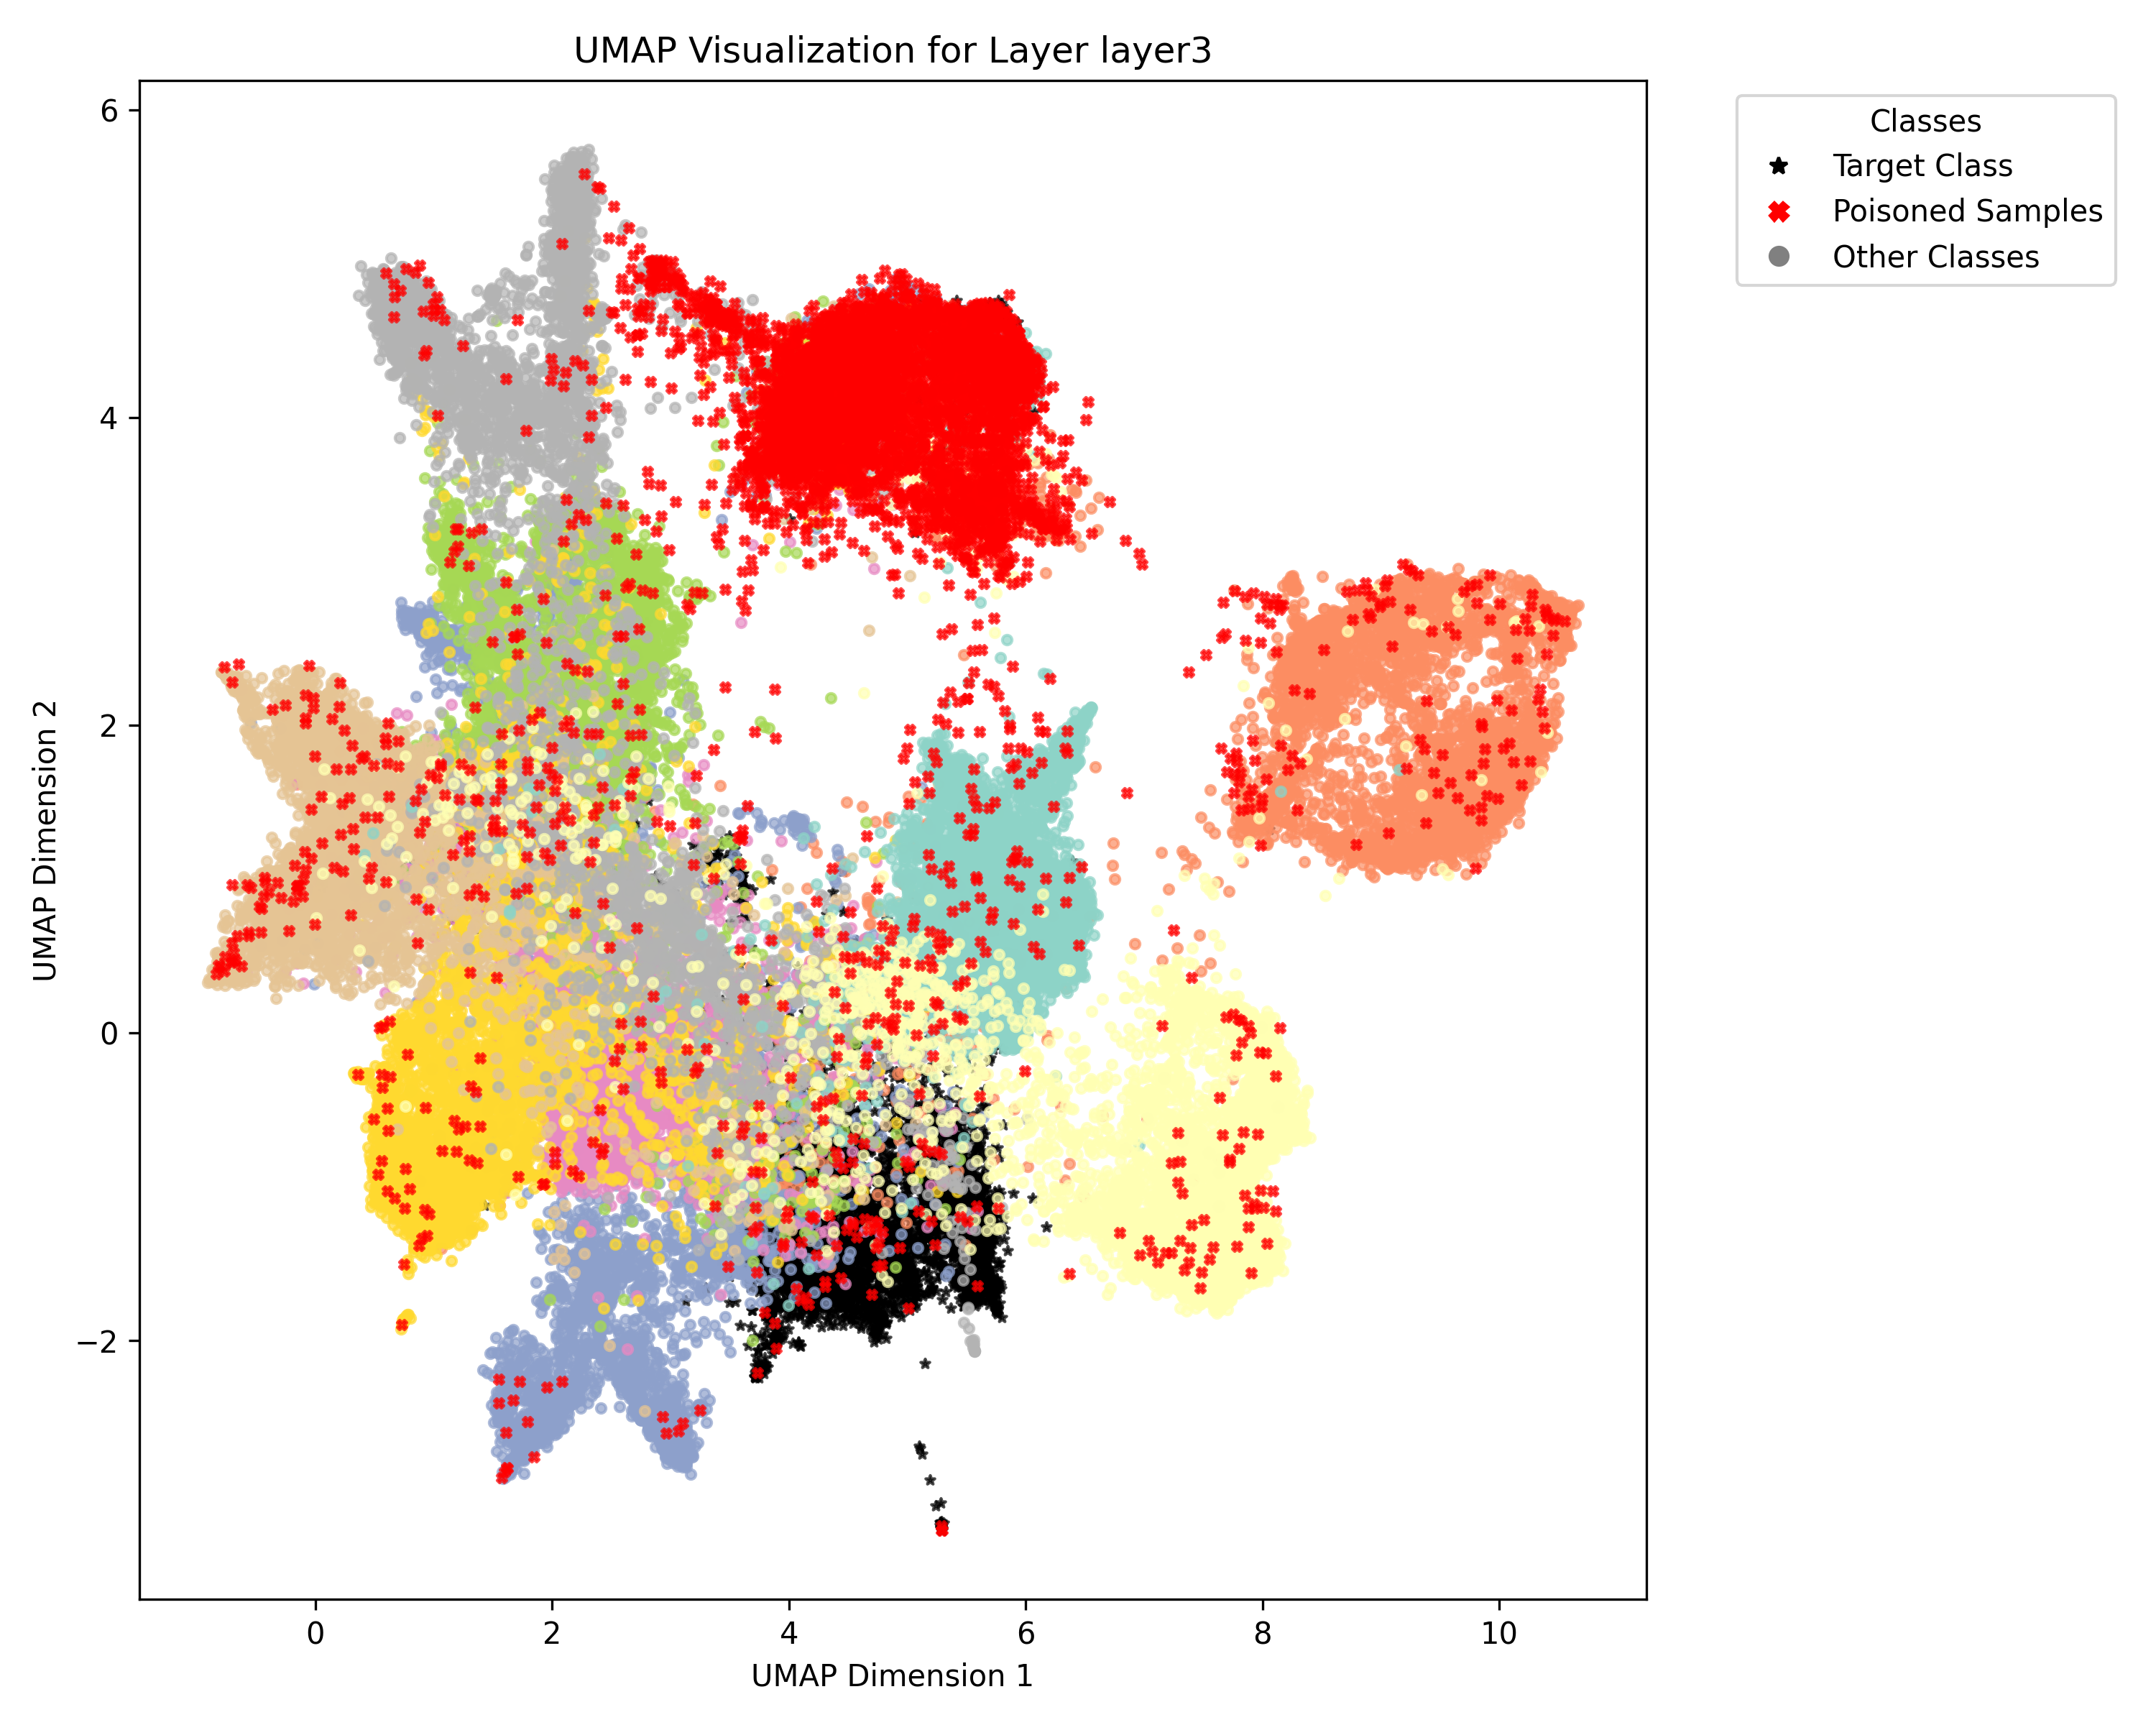 UMAP Visualization for Layer layer3
Classes
Target Class
Poisoned Samples
Other Classes
6
4
2
0
−2
UMAP Dimension 2
0
2
4
6
8
10
UMAP Dimension 1